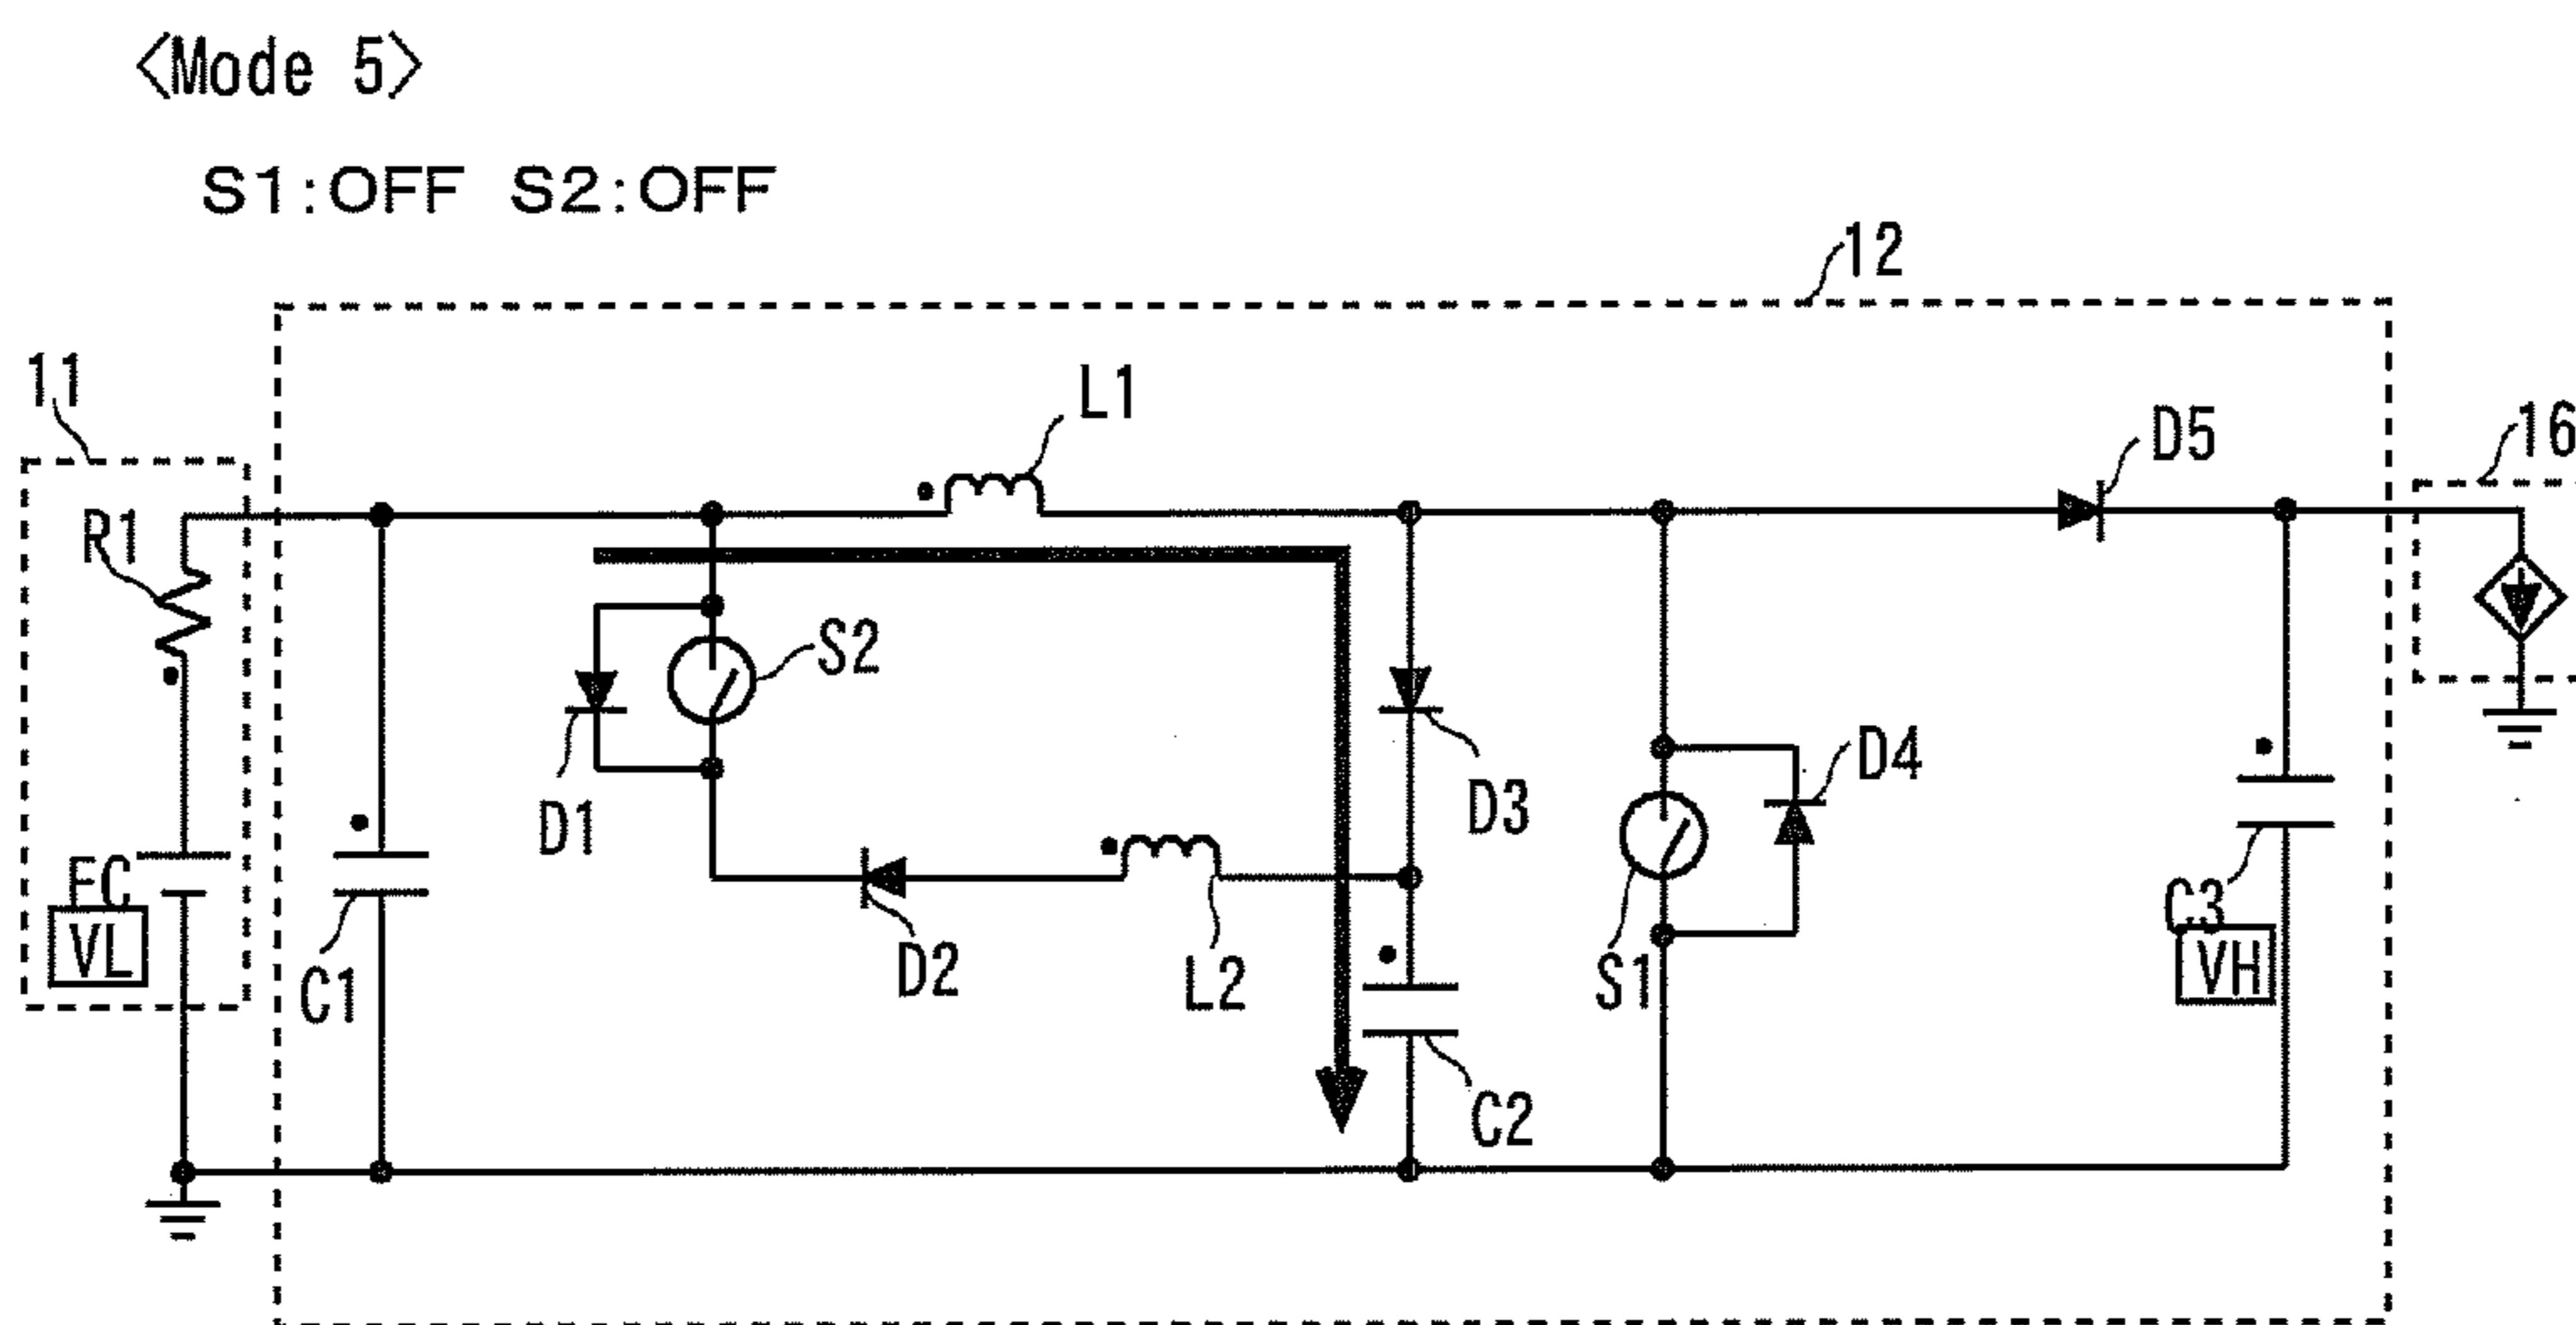 <Mode 5>
S1:OFF S2:OFF
12
11
L1
D5
16
R1
S2
D4
D3
D1
FC
VL
C1
D2
L2
S1
C3
VH
C2